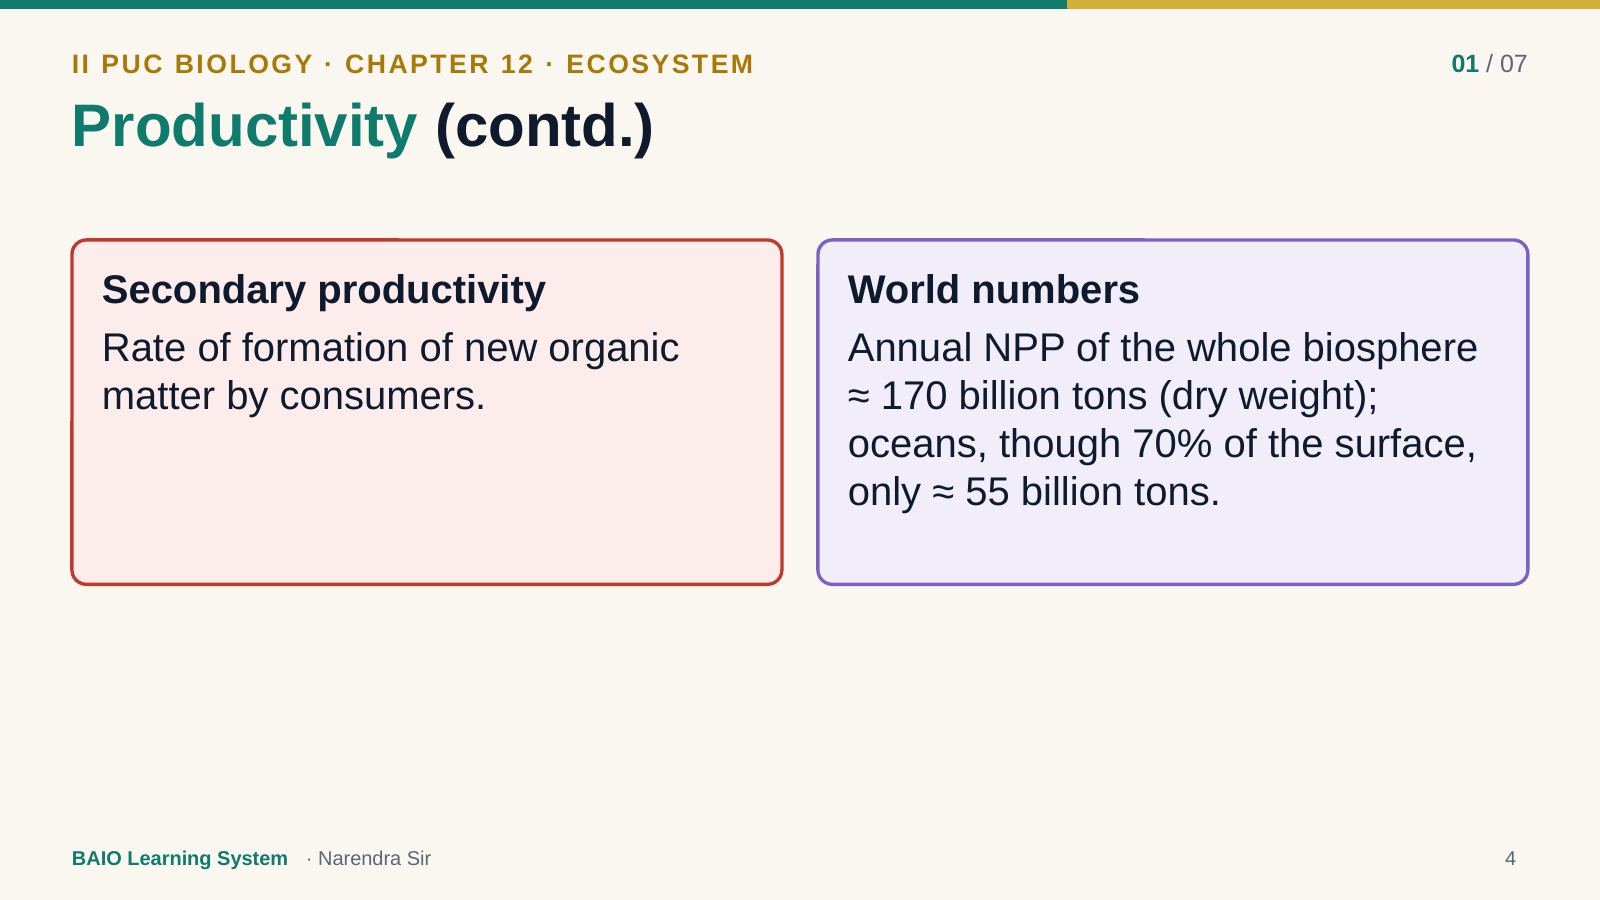 II PUC BIOLOGY · CHAPTER 12 · ECOSYSTEM
01 / 07
Productivity (contd.)
Secondary productivity
Rate of formation of new organic
matter by consumers.
World numbers
Annual NPP of the whole biosphere
≈ 170 billion tons (dry weight);
oceans, though 70% of the surface,
only ≈ 55 billion tons.
BAIO Learning System · Narendra Sir
4